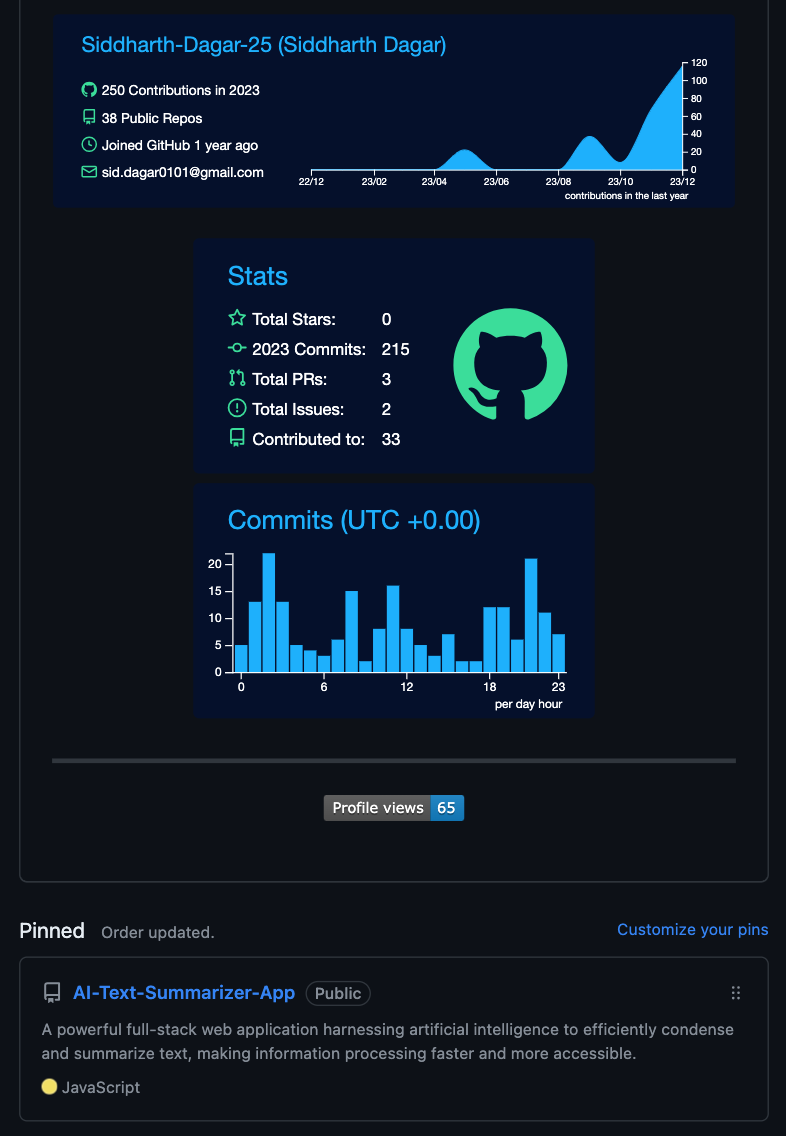 Siddharth-Dagar-25 (Siddharth Dagar)
250 Contributions in 2023
38 Public Repos
Joined GitHub 1 year ago
sid.dagar0101@gmail.com
120
100
80
60
40
20
0
22/12 23/02 23/04 23/06 23/08 23/10 23/12
contributions in the last year
Stats
Total Stars: 0
2023 Commits: 215
Total PRs: 3
Total Issues: 2
Contributed to: 33
Commits (UTC +0.00)
20
15
10
5
0
0 6 12 18 23
per day hour
Profile views 65
Pinned Order updated. Customize your pins
AI-Text-Summarizer-App Public
A powerful full-stack web application harnessing artificial intelligence to efficiently condense
and summarize text, making information processing faster and more accessible.
JavaScript